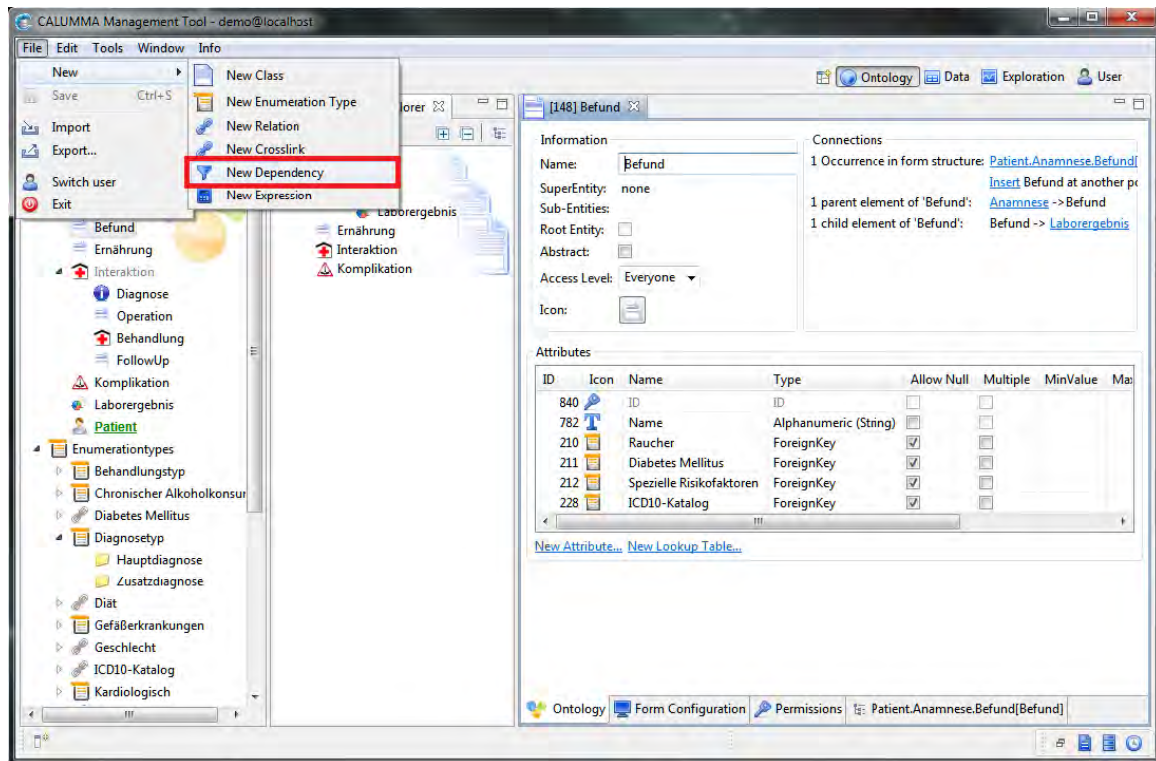 CALUMMA Management Tool - demo@localhost
File Edit Tools Window Info
New
Save Ctrl+S
Import
Export...
Switch user
Exit
New Class
New Enumeration Type
New Relation
New Crosslink
New Dependency
New Expression
Ontology Data Exploration User
lorer
Befund
Ernährung
Interaktion
Diagnose
Operation
Behandlung
FollowUp
Komplikation
Laborergebnis
Patient
Enumerationtypes
Behandlungstyp
Chronischer Alkoholkonsur
Diabetes Mellitus
Diagnosetyp
Hauptdiagnose
Zusatzdiagnose
Diät
Gefäßerkrankungen
Geschlecht
ICD10-Katalog
Kardiologisch
Laborergebnis
Ernährung
Interaktion
Komplikation
[148] Befund
Information
Name: Befund
SuperEntity: none
Sub-Entities:
Root Entity:
Abstract:
Access Level: Everyone
Icon:
Connections
1 Occurrence in form structure: Patient.Anamnese.Befund[
Insert Befund at another po
1 parent element of 'Befund': Anamnese ->Befund
1 child element of 'Befund': Befund -> Laborergebnis
Attributes
ID Icon Name Type Allow Null Multiple MinValue Ma
840 ID ID
782 Name Alphanumeric (String)
210 Raucher ForeignKey
211 Diabetes Mellitus ForeignKey
212 Spezielle Risikofaktoren ForeignKey
228 ICD10-Katalog ForeignKey
New Attribute... New Lookup Table...
Ontology Form Configuration Permissions Patient.Anamnese.Befund[Befund]